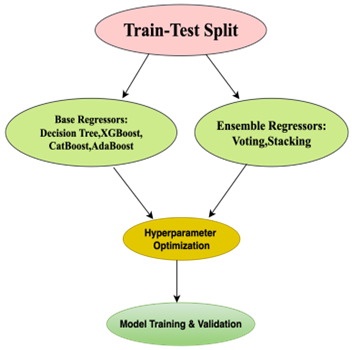 Train-Test Split
Base Regressors:
Decision Tree,XGBoost,
CatBoost,AdaBoost
Ensemble Regressors:
Voting,Stacking
Hyperparameter
Optimization
Model Training & Validation